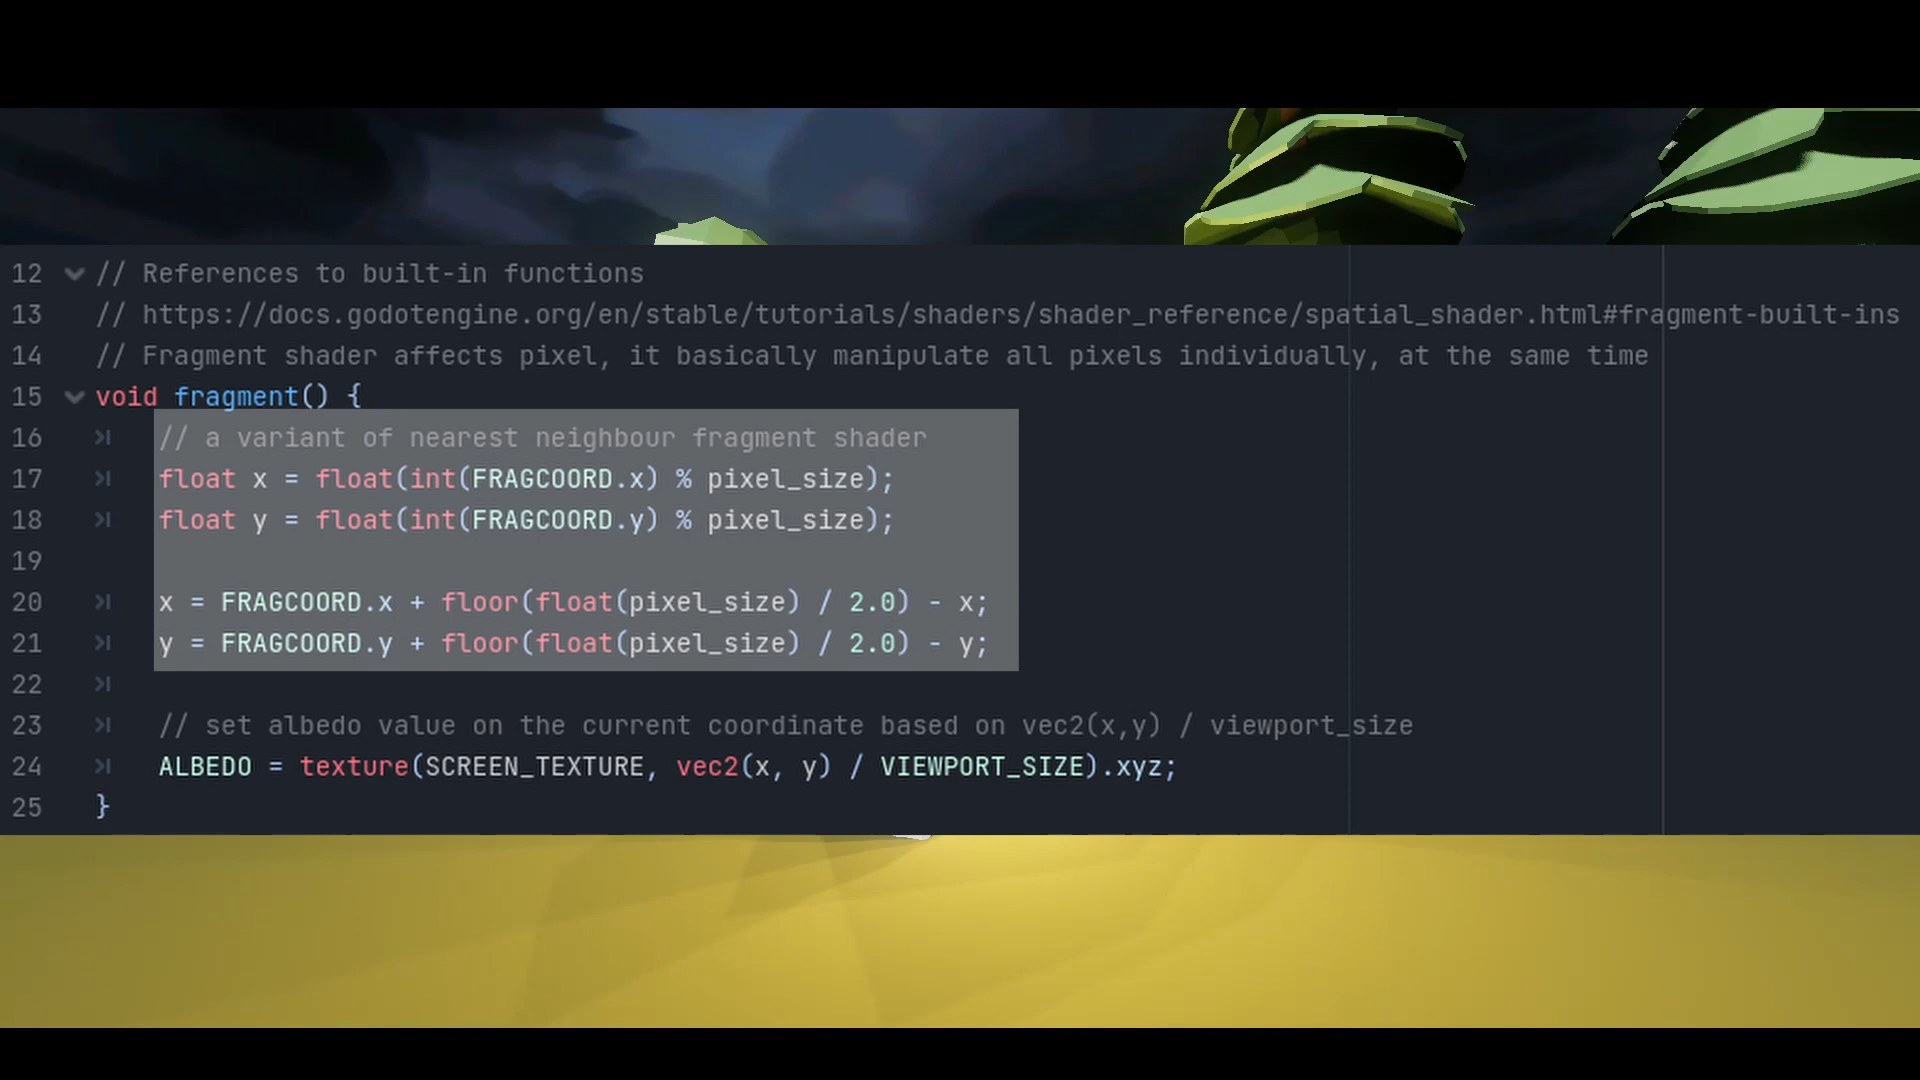 12 // References to built-in functions
13 // https://docs.godotengine.org/en/stable/tutorials/shaders/shader_reference/spatial_shader.html#fragment-built-ins
14 // Fragment shader affects pixel, it basically manipulate all pixels individually, at the same time
15 void fragment() {
16 // a variant of nearest neighbour fragment shader
17 float x = float(int(FRAGCOORD.x) % pixel_size);
18 float y = float(int(FRAGCOORD.y) % pixel_size);
19
20 x = FRAGCOORD.x + floor(float(pixel_size) / 2.0) - x;
21 y = FRAGCOORD.y + floor(float(pixel_size) / 2.0) - y;
22
23 // set albedo value on the current coordinate based on vec2(x,y) / viewport_size
24 ALBEDO = texture(SCREEN_TEXTURE, vec2(x, y) / VIEWPORT_SIZE).xyz;
25 }